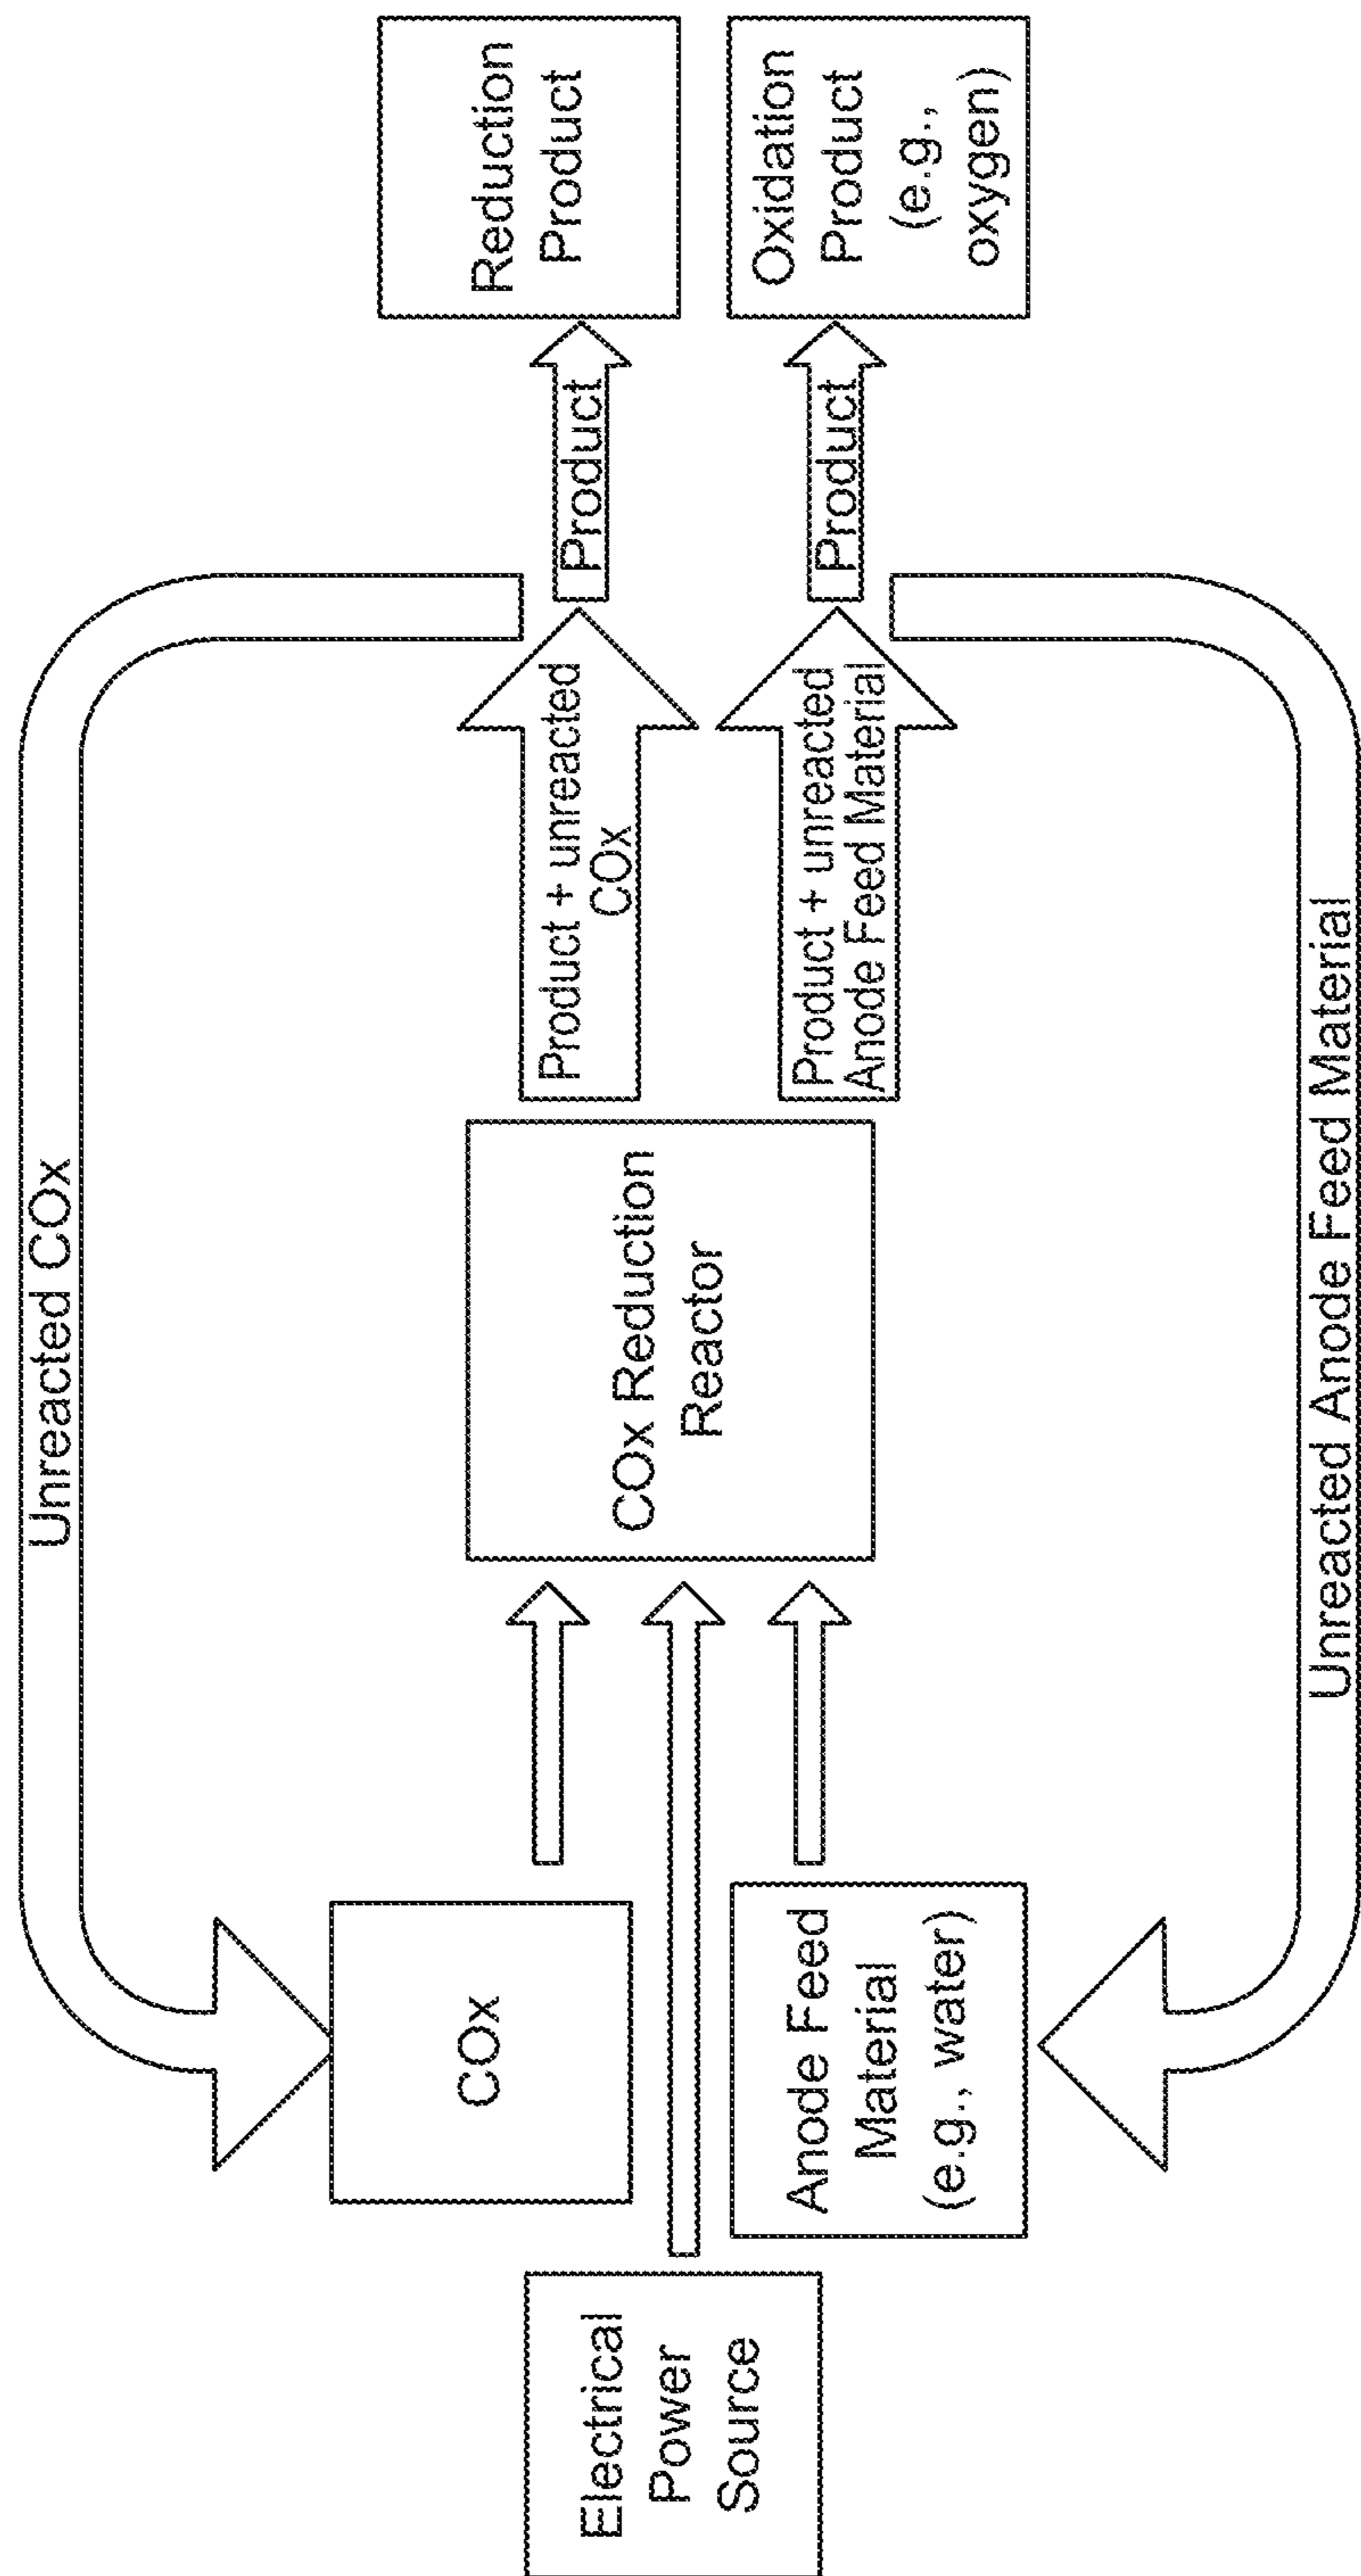 Unreacted COx
Electrical
Power
Source
COx
Anode Feed
Material
(e.g., water)
COx Reduction
Reactor
Product + unreacted
COx
Product + unreacted
Anode Feed Material
Product
Product
Reduction
Product
Oxidation
Product
(e.g.,
oxygen)
Unreacted Anode Feed Material